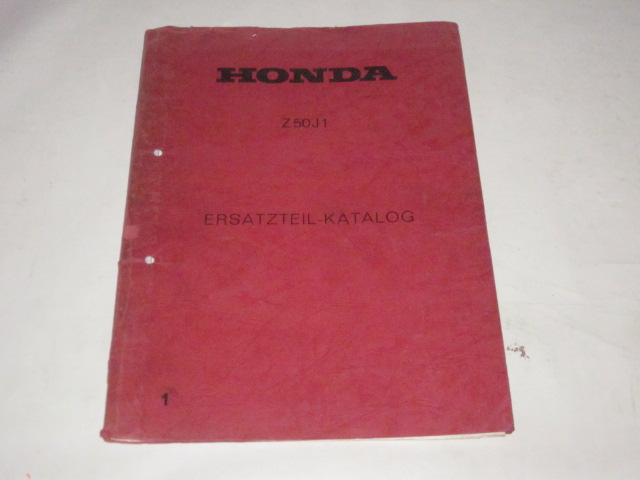 HONDA
Z50J1
ERSATZTEIL-KATALOG
1